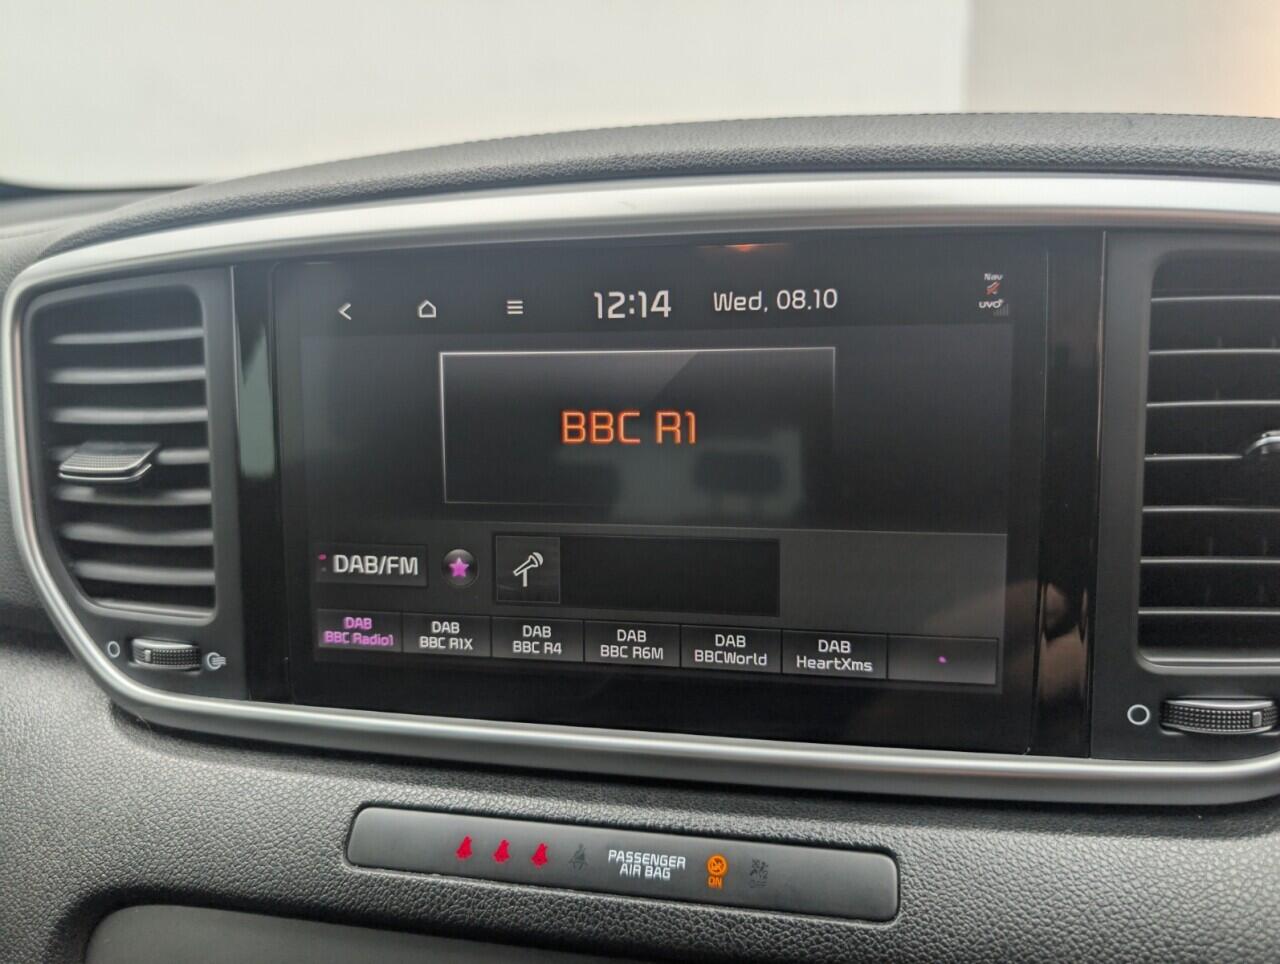 12:14 Wed, 08.10 Nav
UVO
BBC R1
DAB/FM
DAB
BBC Radio1
DAB
BBC R1X
DAB
BBC R4
DAB
BBC R6M
DAB
BBCWorld
DAB
HeartXms
PASSENGER
AIR BAG
ON